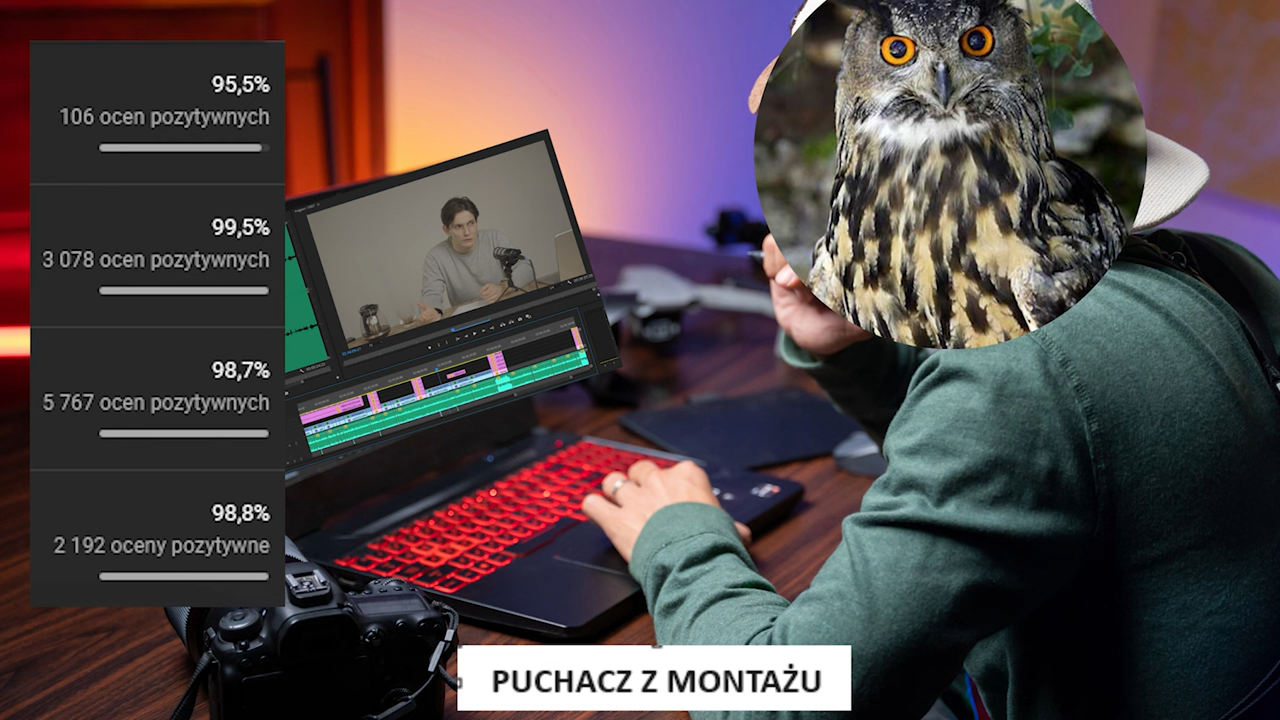 95,5%
106 ocen pozytywnych
99,5%
3 078 ocen pozytywnych
98,7%
5 767 ocen pozytywnych
98,8%
2 192 oceny pozytywne
PUCHACZ Z MONTAŻU